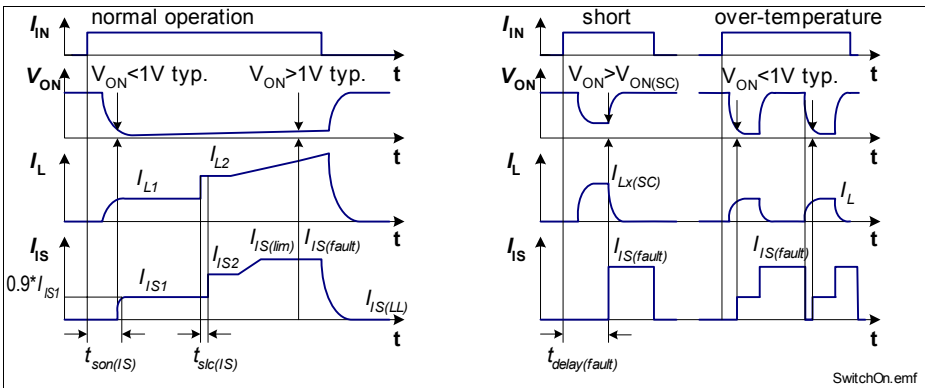 normal operation
short
over-temperature
I_IN
t
I_IN
t
V_ON
V_ON<1V typ.
V_ON>1V typ.
t
V_ON
V_ON>V_ON(SC)
V_ON<1V typ.
t
I_L
I_L1
I_L2
t
I_L
I_Lx(SC)
I_L
t
I_IS
0.9*I_IS1
I_IS1
I_IS2
I_IS(lim)
I_IS(fault)
I_IS(LL)
t
I_IS
I_IS(fault)
I_IS(fault)
t
t_son(IS)
t_slc(IS)
t_delay(fault)
SwitchOn.emf